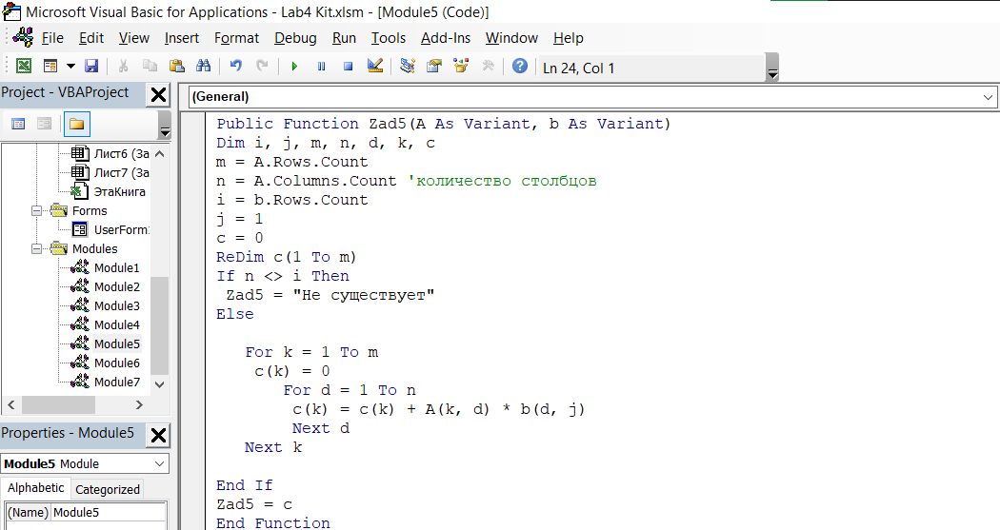 Microsoft Visual Basic for Applications - Lab4 Kit.xlsm - [Module5 (Code)]
File Edit View Insert Format Debug Run Tools Add-Ins Window Help
Ln 24, Col 1
Project - VBAProject
Лист6 (За
Лист7 (За
ЭтаКнига
Forms
UserForm
Modules
Module1
Module2
Module3
Module4
Module5
Module6
Module7
Properties - Module5
Module5 Module
Alphabetic Categorized
(Name) Module5
(General)
Public Function Zad5(A As Variant, b As Variant)
Dim i, j, m, n, d, k, c
m = A.Rows.Count
n = A.Columns.Count 'количество столбцов
i = b.Rows.Count
j = 1
c = 0
ReDim c(1 To m)
If n <> i Then
Zad5 = "Не существует"
Else
For k = 1 To m
c(k) = 0
For d = 1 To n
c(k) = c(k) + A(k, d) * b(d, j)
Next d
Next k
End If
Zad5 = c
End Function